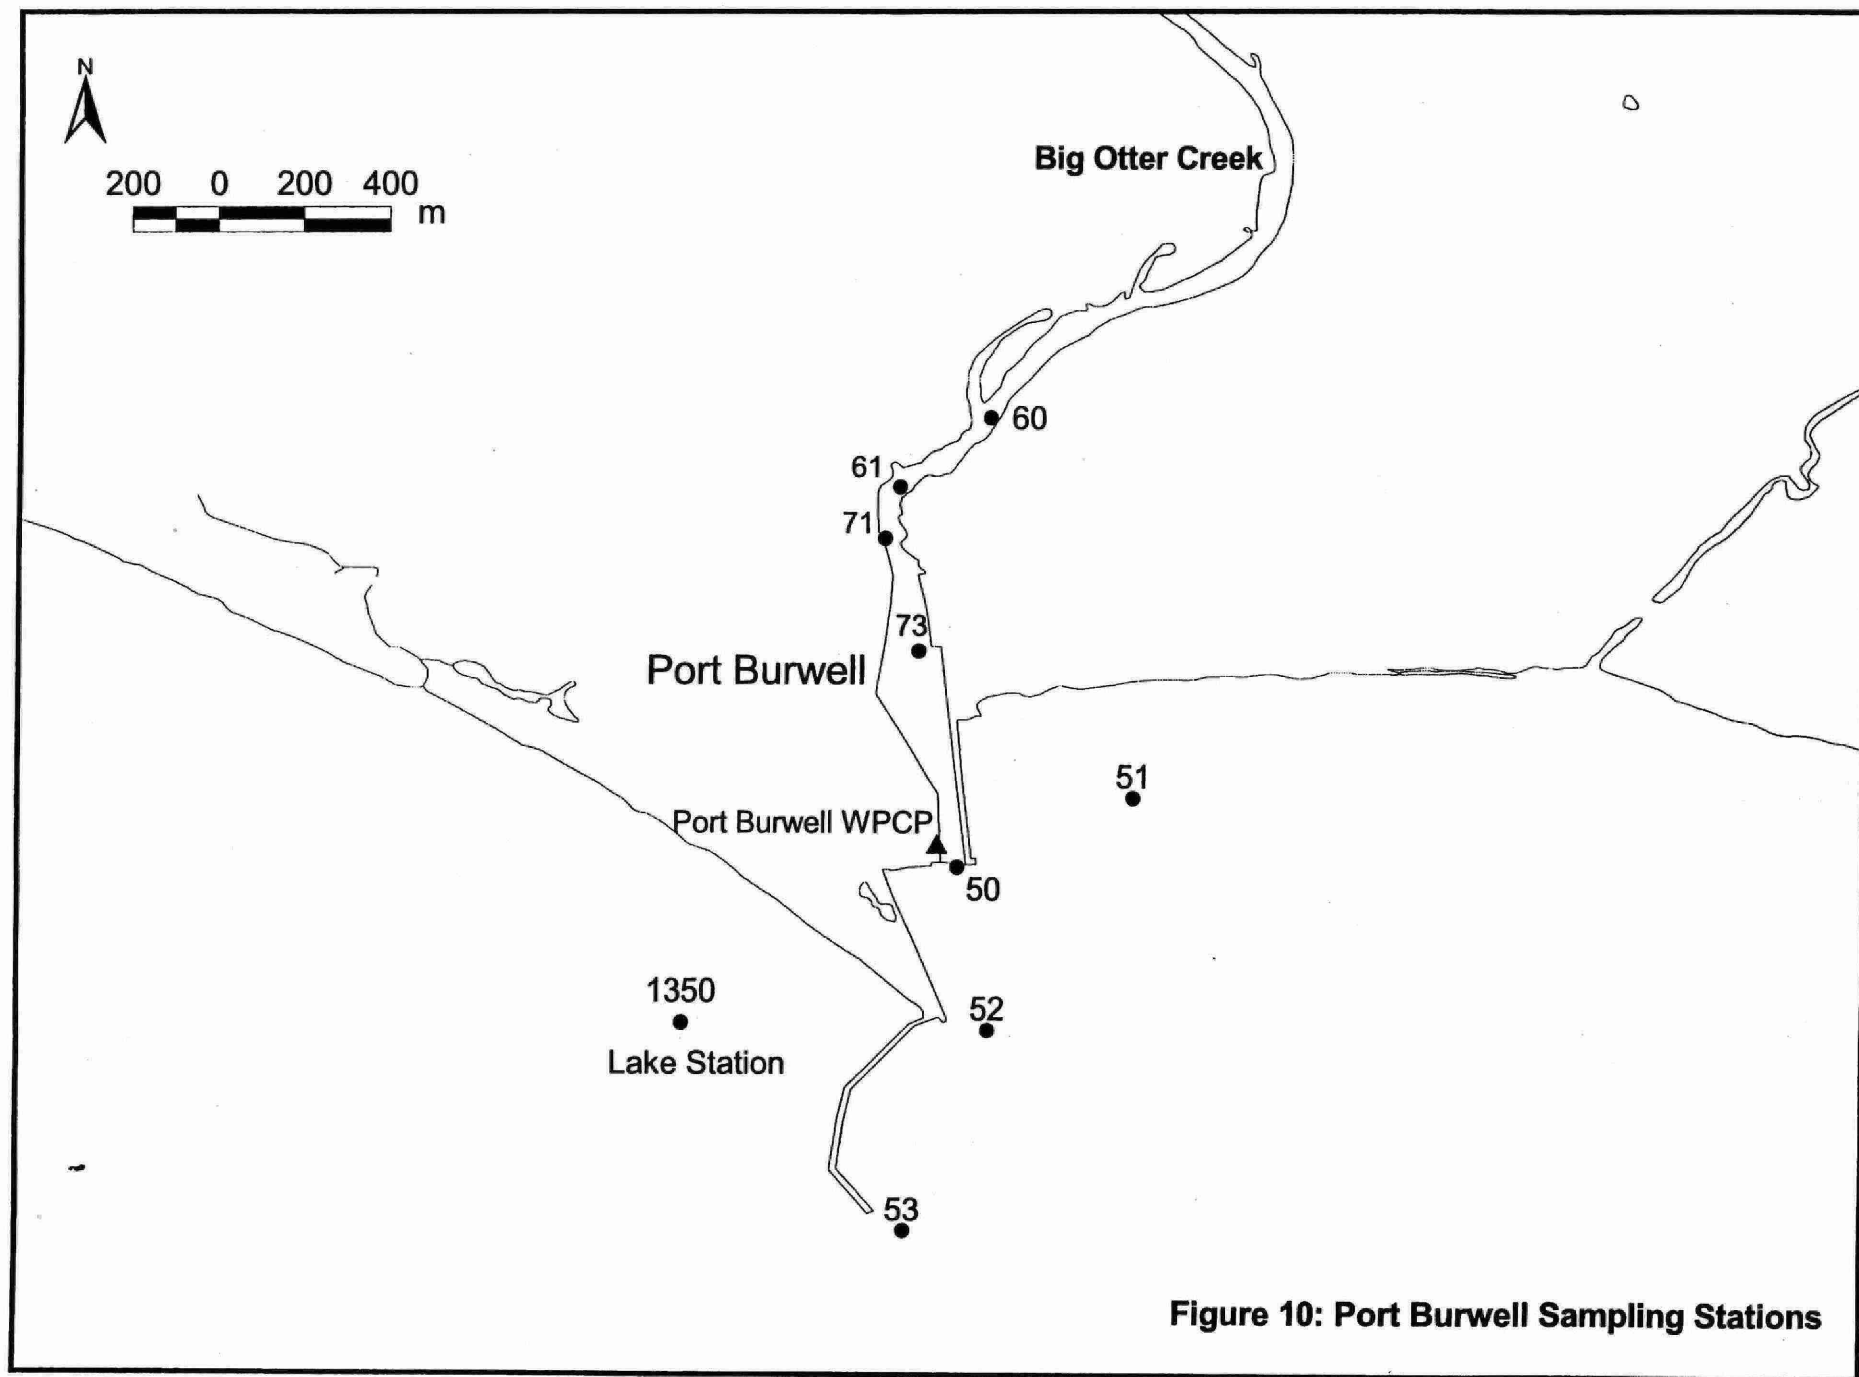 N
200 0 200 400
m
Big Otter Creek
60
61
71
73
Port Burwell
51
Port Burwell WPCP
50
1350
52
Lake Station
53
Figure 10: Port Burwell Sampling Stations